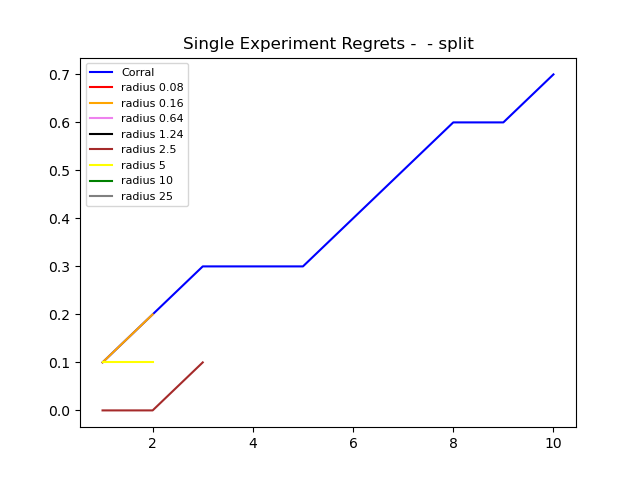 Single Experiment Regrets -  - split
Corral
radius 0.08
radius 0.16
radius 0.64
radius 1.24
radius 2.5
radius 5
radius 10
radius 25
0.7
0.6
0.5
0.4
0.3
0.2
0.1
0.0
2
4
6
8
10